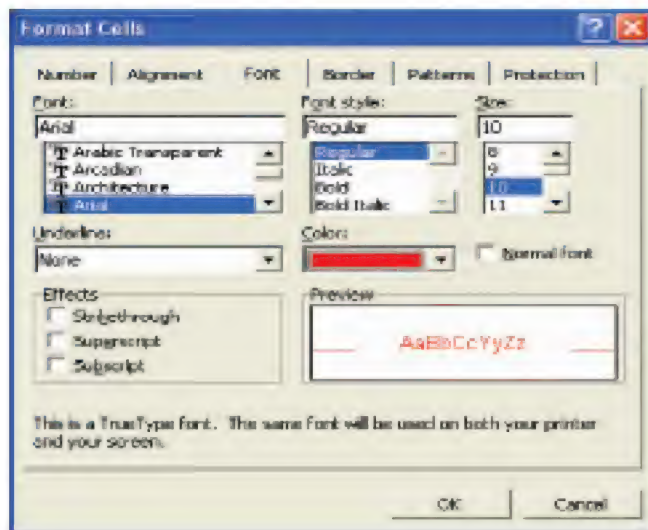 Format Cells
Number Alignment Font Border Patterns Protection
Font: Font style: Size:
Arial Regular 10
Arabic Transparent Regular 8
Arcadian Italic 9
Architecture Bold 10
Arial Bold Italic 11
Underline: Color:
None Normal font
Effects Preview
Strikethrough
Superscript AaBbCcYyZz
Subscript
This is a TrueType font. The same font will be used on both your printer
and your screen.
OK Cancel